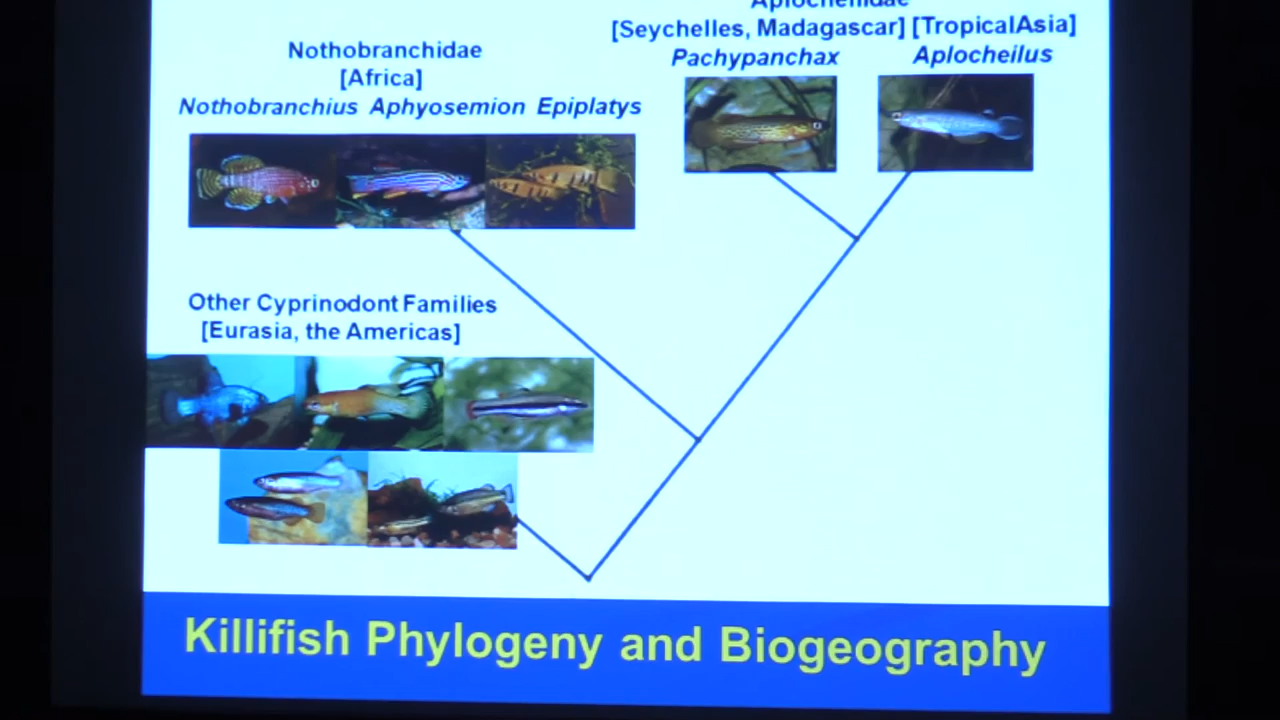 Aplocheilidae
[Seychelles, Madagascar] [TropicalAsia]
Pachypanchax Aplocheilus
Nothobranchidae
[Africa]
Nothobranchius Aphyosemion Epiplatys
Other Cyprinodont Families
[Eurasia, the Americas]
Killifish Phylogeny and Biogeography